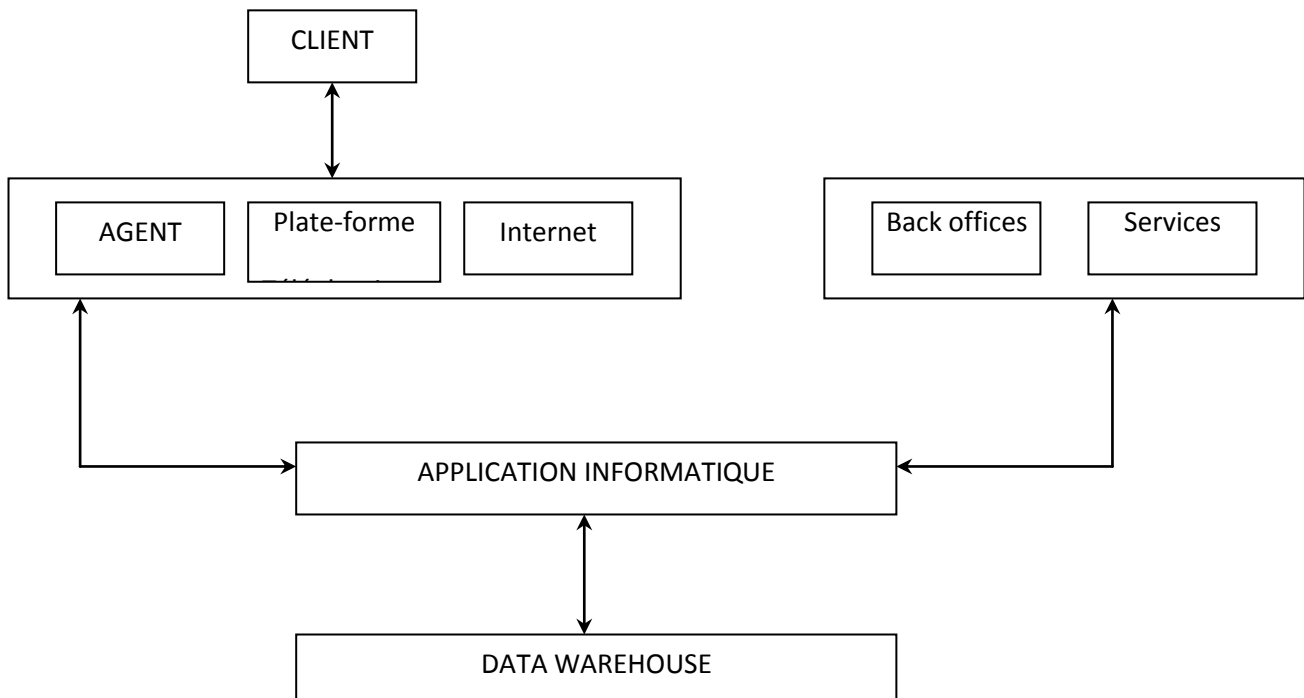 CLIENT
AGENT
Plate-forme
Internet
Back offices
Services
APPLICATION INFORMATIQUE
DATA WAREHOUSE